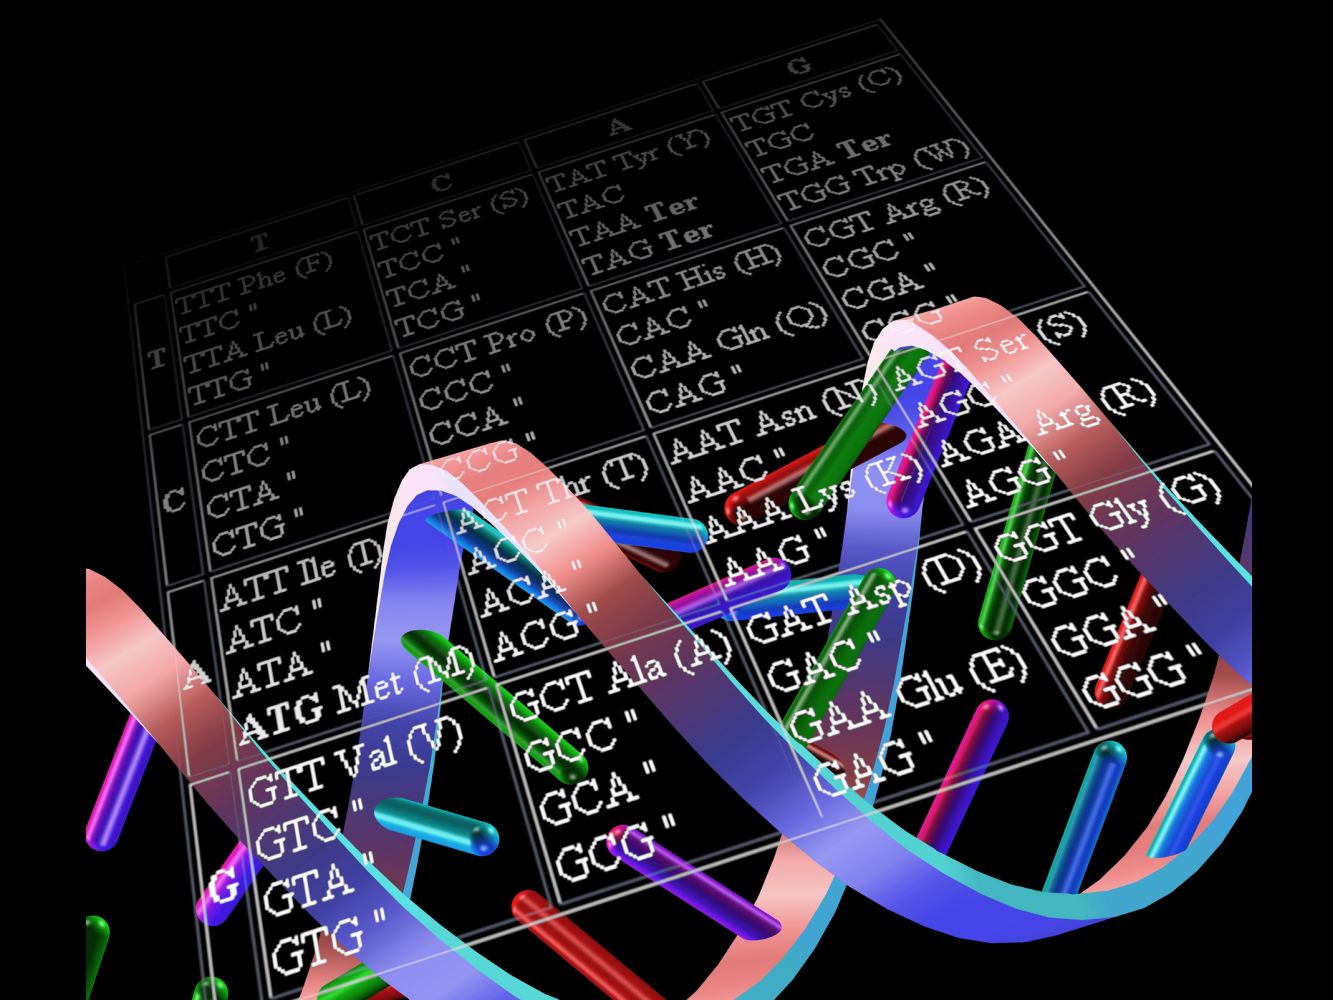 T C A G
T
TTT Phe (F)
TTC "
TTA Leu (L)
TTG "
TCT Ser (S)
TCC "
TCA "
TCG "
TAT Tyr (Y)
TAC
TAA Ter
TAG Ter
TGT Cys (C)
TGC
TGA Ter
TGG Trp (W)
C
CTT Leu (L)
CTC "
CTA "
CTG "
CCT Pro (P)
CCC "
CCA "
CCG "
CAT His (H)
CAC "
CAA Gln (Q)
CAG "
CGT Arg (R)
CGC "
CGA "
CGG "
A
ATT Ile (I)
ATC "
ATA "
ATG Met (M)
ACT Thr (T)
ACC "
ACA "
ACG "
AAT Asn (N)
AAC "
AAA Lys (K)
AAG "
AGT Ser (S)
AGC "
AGA Arg (R)
AGG "
G
GTT Val (V)
GTC "
GTA "
GTG "
GCT Ala (A)
GCC "
GCA "
GCG "
GAT Asp (D)
GAC "
GAA Glu (E)
GAG "
GGT Gly (G)
GGC "
GGA "
GGG "